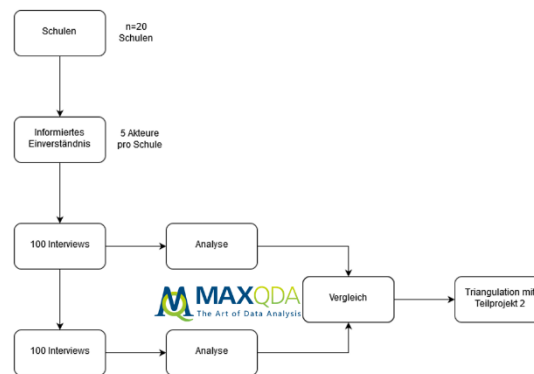 Schulen
n=20
Schulen
Informiertes
Einverständnis
5 Akteure
pro Schule
100 Interviews
Analyse
MAXQDA
The Art of Data Analysis
Vergleich
Triangulation mit
Teilprojekt 2
100 Interviews
Analyse